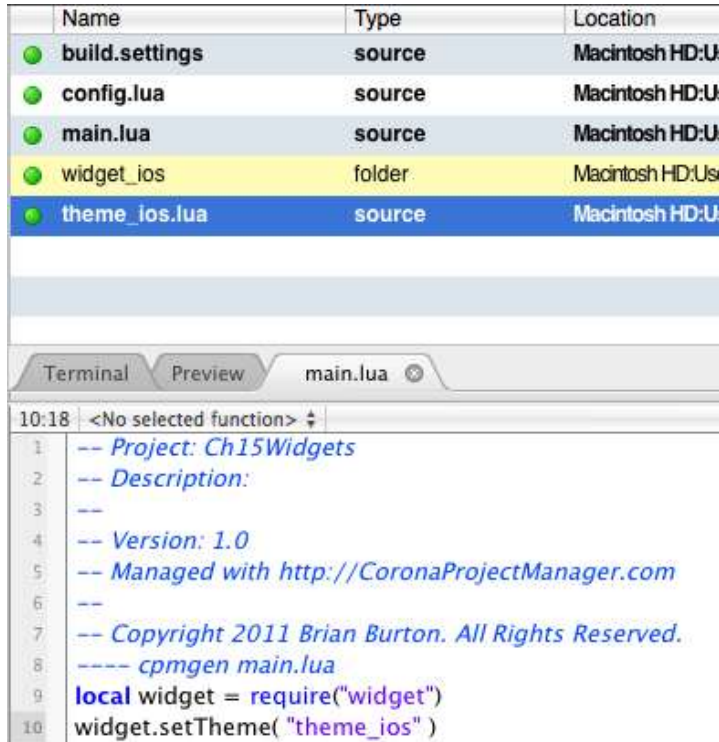 Name Type Location
build.settings source Macintosh HD:U
config.lua source Macintosh HD:U
main.lua source Macintosh HD:U
widget_ios folder Macintosh HD:Use
theme_ios.lua source Macintosh HD:U
Terminal Preview main.lua
10:18 <No selected function>
1 -- Project: Ch15Widgets
2 -- Description:
3 --
4 -- Version: 1.0
5 -- Managed with http://CoronaProjectManager.com
6 --
7 -- Copyright 2011 Brian Burton. All Rights Reserved.
8 ---- cpmgen main.lua
9 local widget = require("widget")
10 widget.setTheme( "theme_ios" )